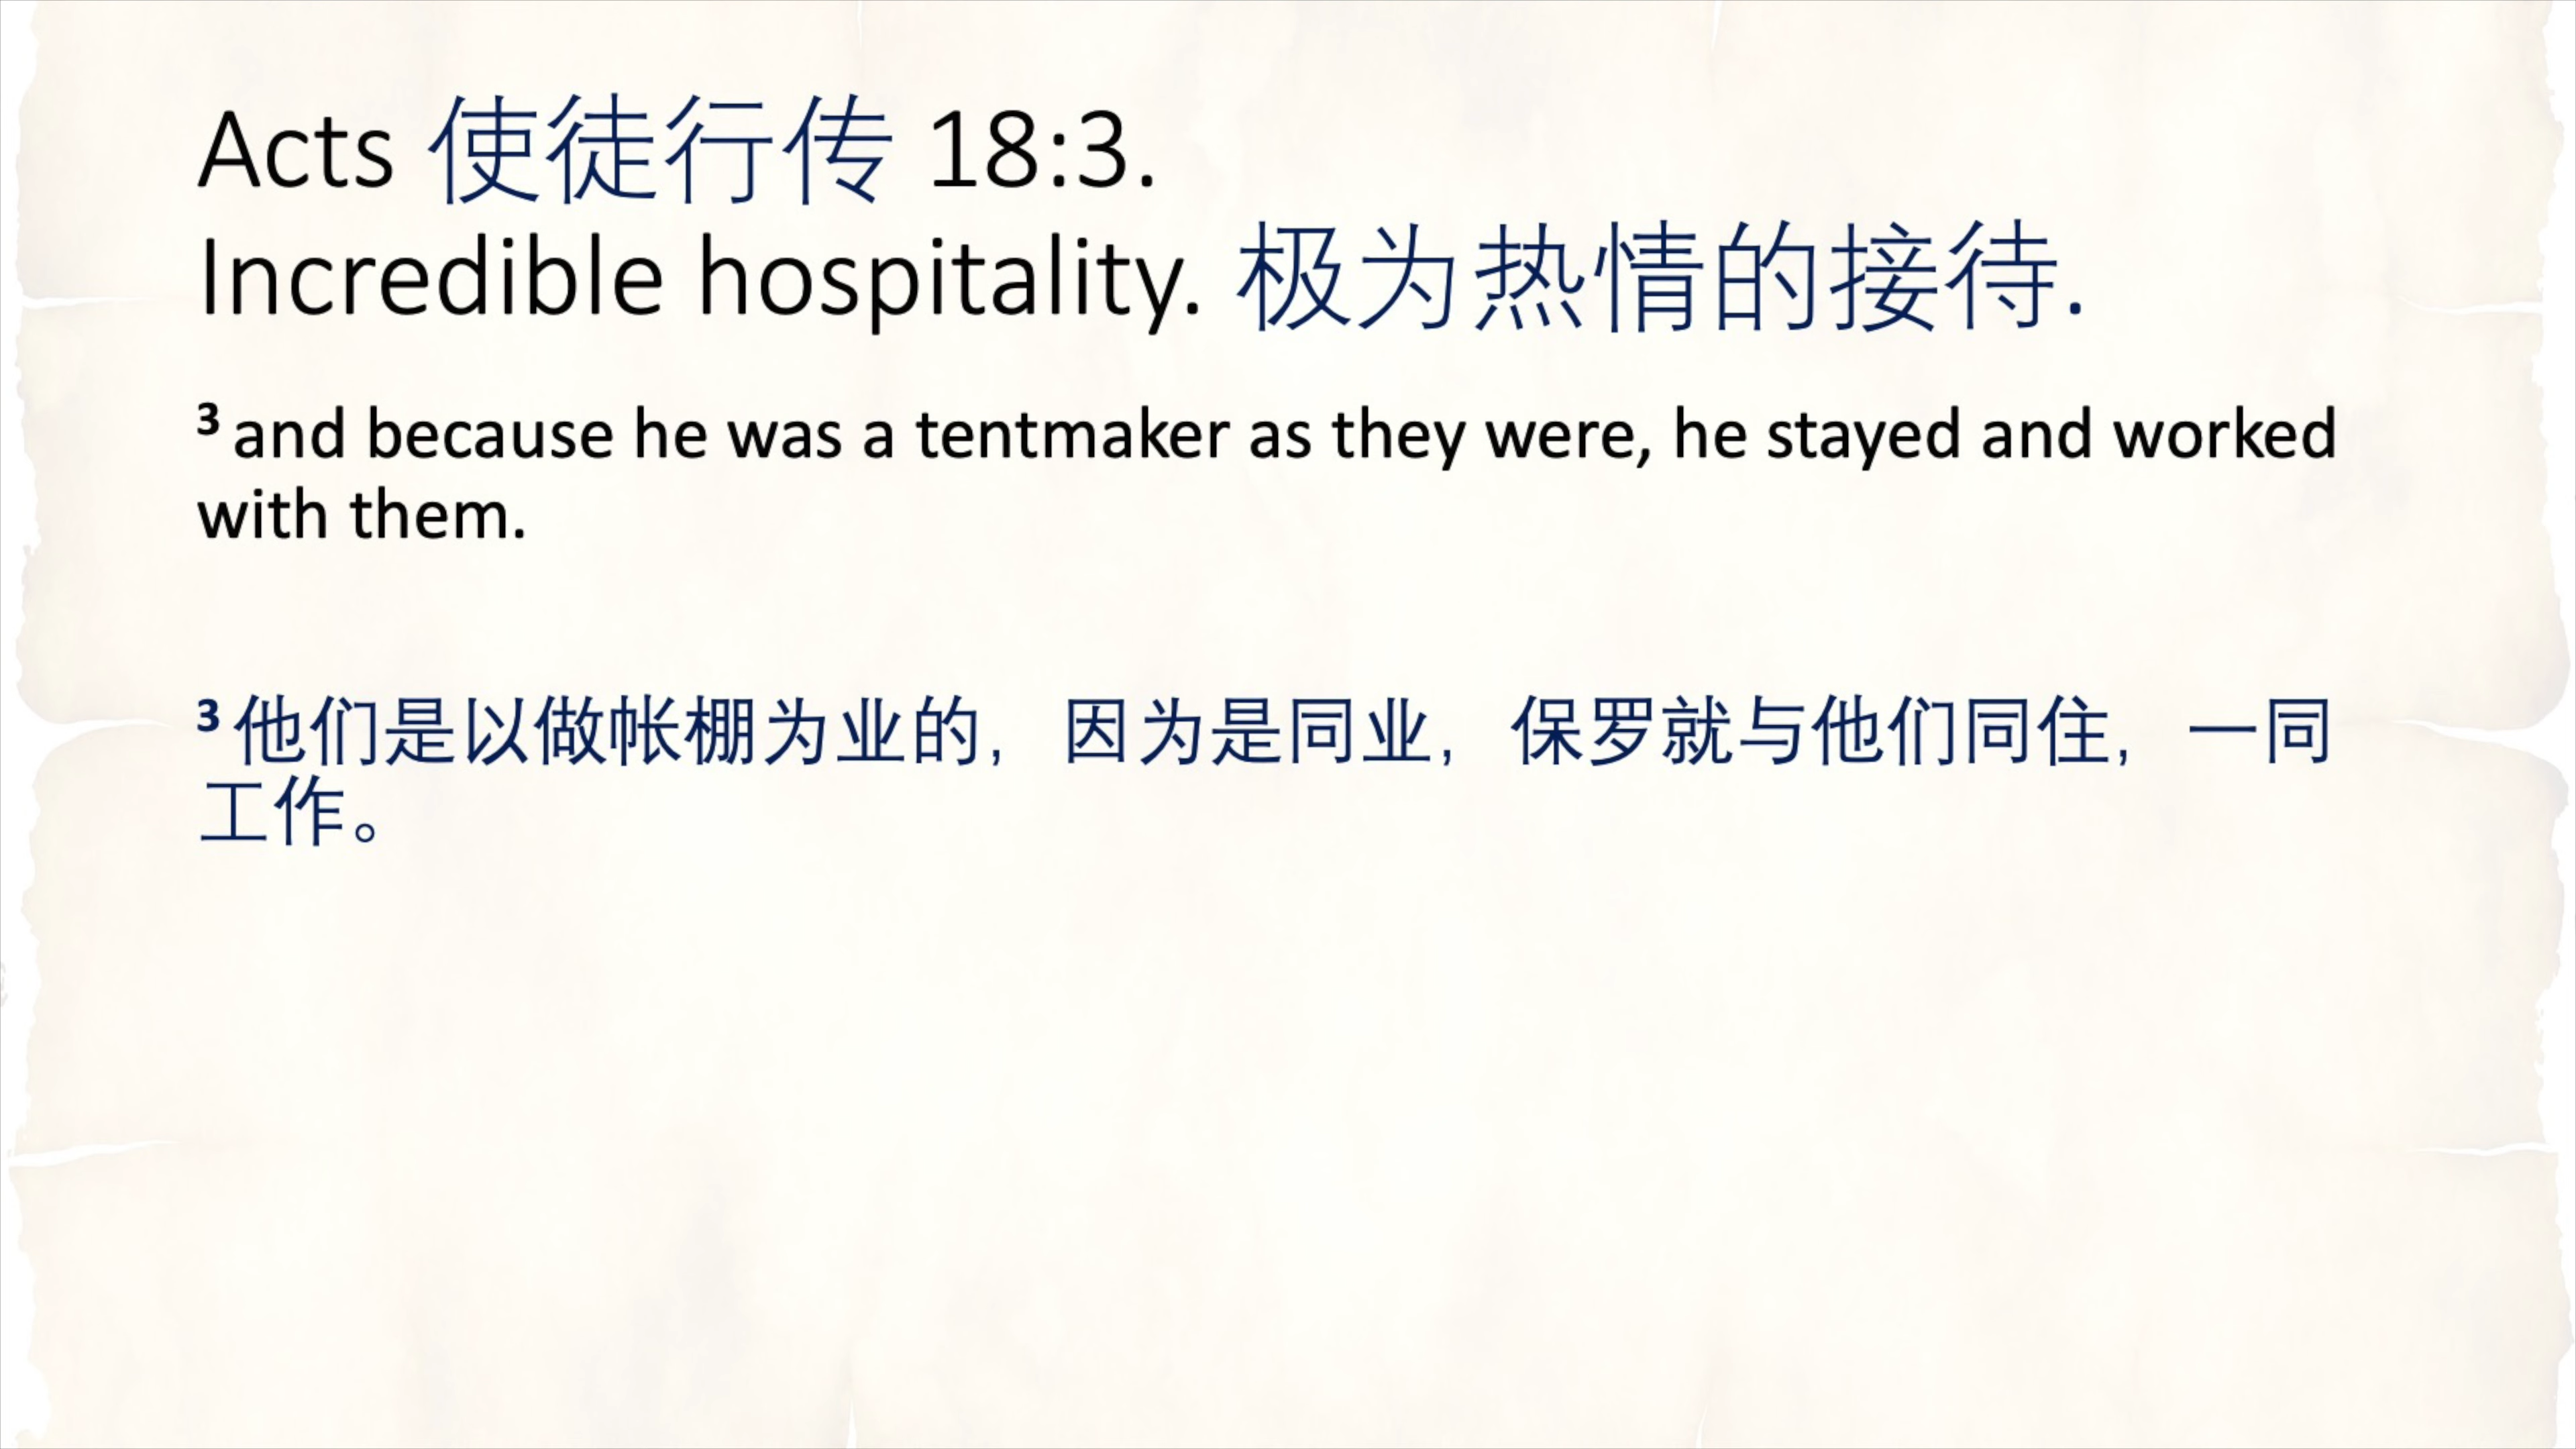 Acts 使徒行传 18:3.
Incredible hospitality. 极为热情的接待.
3 and because he was a tentmaker as they were, he stayed and worked
with them.
3 他们是以做帐棚为业的，因为是同业，保罗就与他们同住，一同
工作。